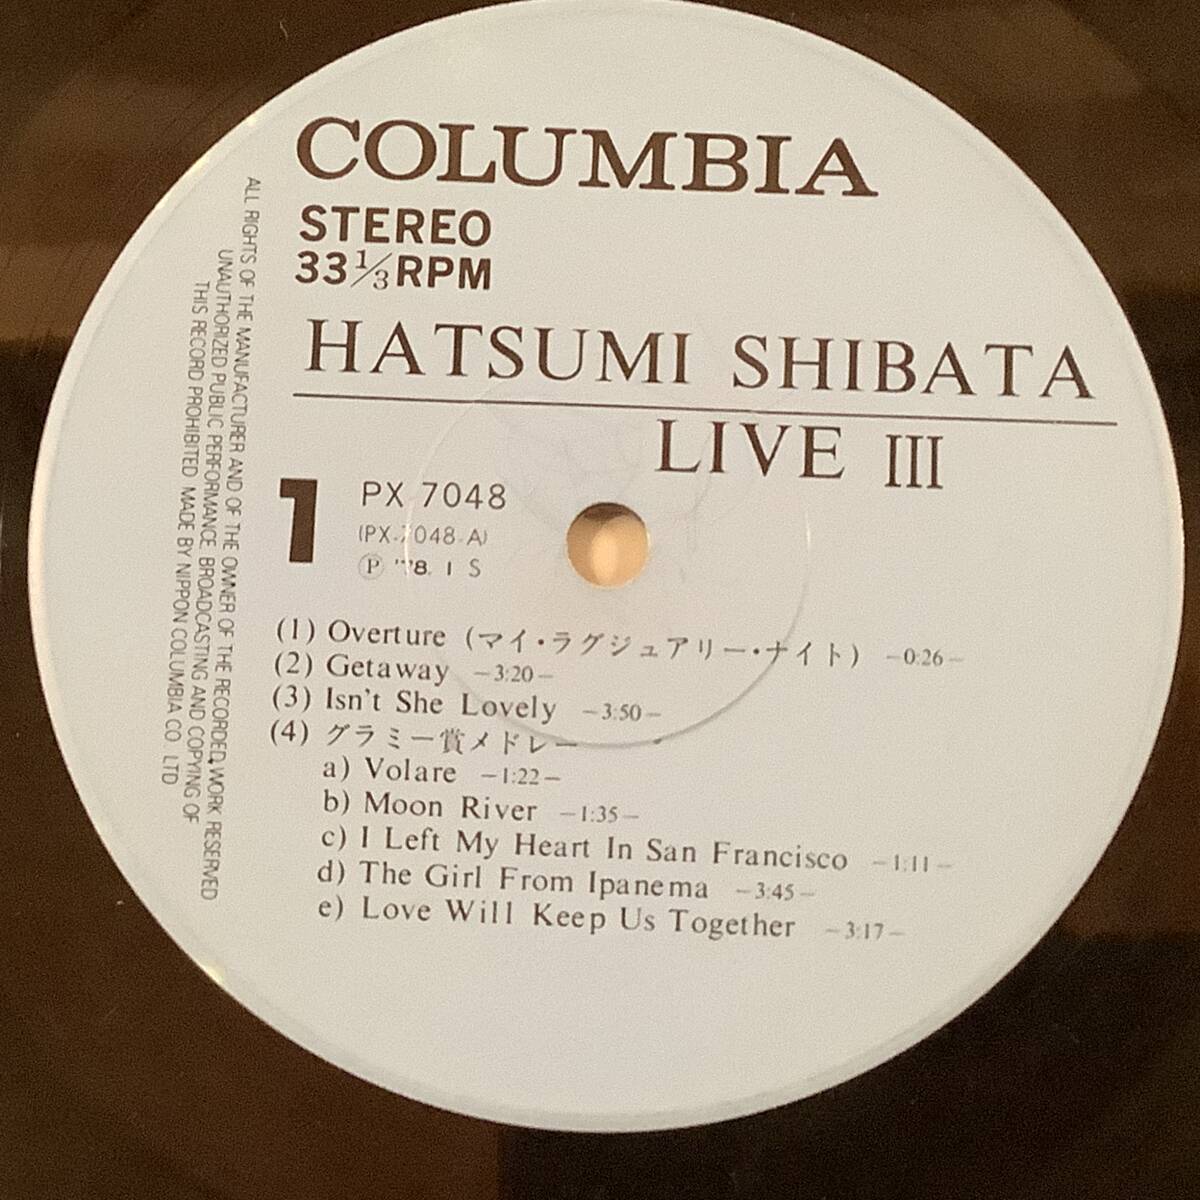 COLUMBIA
STEREO
33 1/3 RPM
HATSUMI SHIBATA
LIVE III
1
PX 7048
(PX-7048-A)
Ⓟ '78. 1 S
(1) Overture (マイ・ラグジュアリー・ナイト) -0:26-
(2) Getaway -3:20-
(3) Isn't She Lovely -3:50-
(4) グラミー賞メドレー
a) Volare -1:22-
b) Moon River -1:35-
c) I Left My Heart In San Francisco -1:11-
d) The Girl From Ipanema -3:45-
e) Love Will Keep Us Together -3:17-
ALL RIGHTS OF THE MANUFACTURER AND OF THE OWNER OF THE RECORDED WORK RESERVED
UNAUTHORIZED PUBLIC PERFORMANCE BROADCASTING AND COPYING OF
THIS RECORD PROHIBITED MADE BY NIPPON COLUMBIA CO. LTD